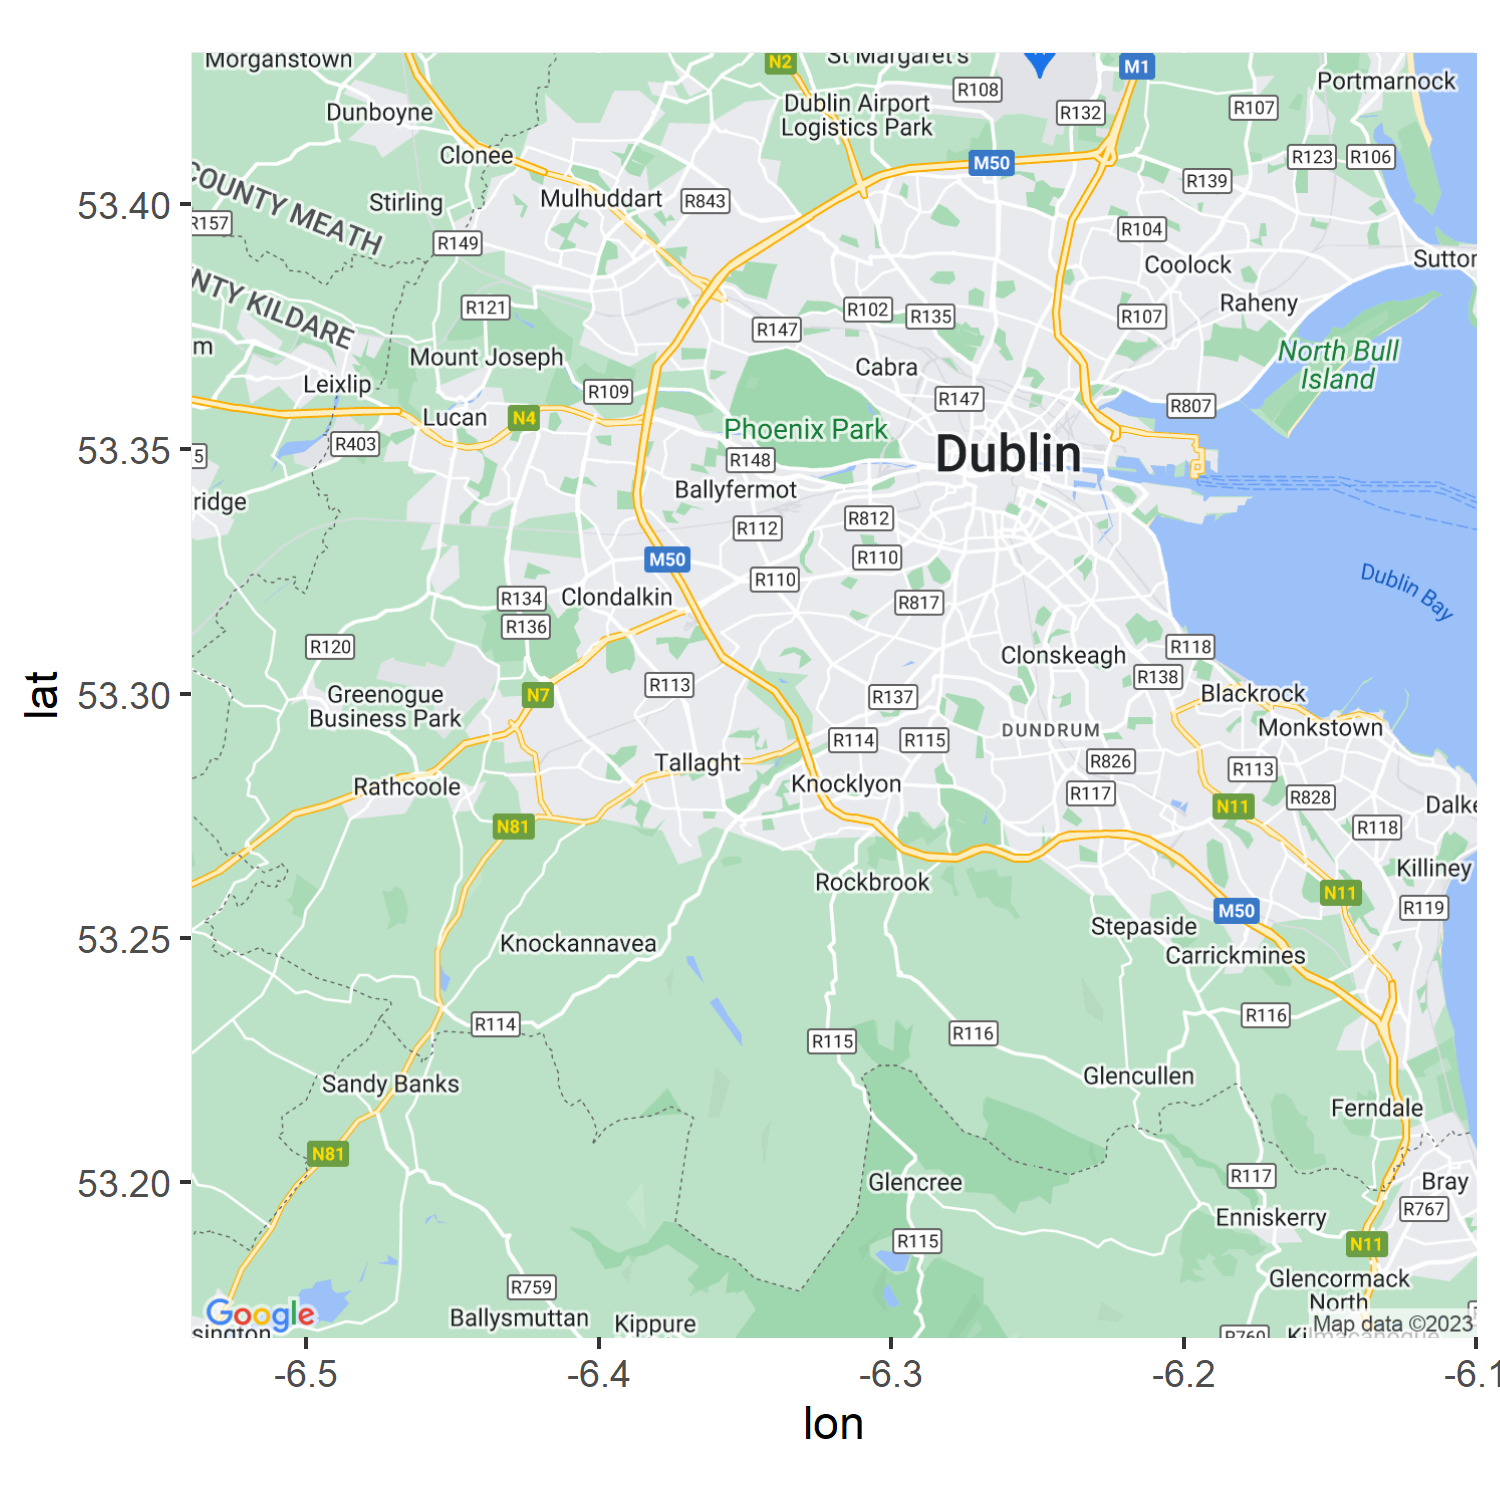 Morganstown
N2
St Margaret's
M1
Portmarnock
R108
Dunboyne
Dublin Airport
Logistics Park
R132
R107
Clonee
M50
R123
R106
COUNTY MEATH
Stirling
Mulhuddart
R843
R139
R157
R149
R104
Coolock
Sutton
NTY KILDARE
R121
R102
R135
R107
Raheny
R147
m
Mount Joseph
Cabra
North Bull
Island
Leixlip
R109
R147
R807
Lucan
N4
Phoenix Park
R403
5
R148
Dublin
ridge
Ballyfermot
R112
R812
M50
R110
R110
Dublin Bay
R134
Clondalkin
R817
R136
R120
Clonskeagh
R118
R138
Greenogue
Business Park
N7
R113
R137
Blackrock
DUNDRUM
Monkstown
R114
R115
Tallaght
R826
R113
Rathcoole
Knocklyon
R117
N11
R828
Dalke
N81
R118
Rockbrook
Killiney
N11
M50
R119
Stepaside
Knockannavea
Carrickmines
R114
R116
R115
R116
Sandy Banks
Glencullen
Ferndale
N81
R117
Glencree
Bray
R767
Enniskerry
R115
N11
R759
Glencormack
North
Google
Ballysmuttan
Kippure
Map data ©2023
sington
R760
Kilmacanogue
53.40
53.35
53.30
53.25
53.20
lat
-6.5
-6.4
-6.3
-6.2
-6.1
lon